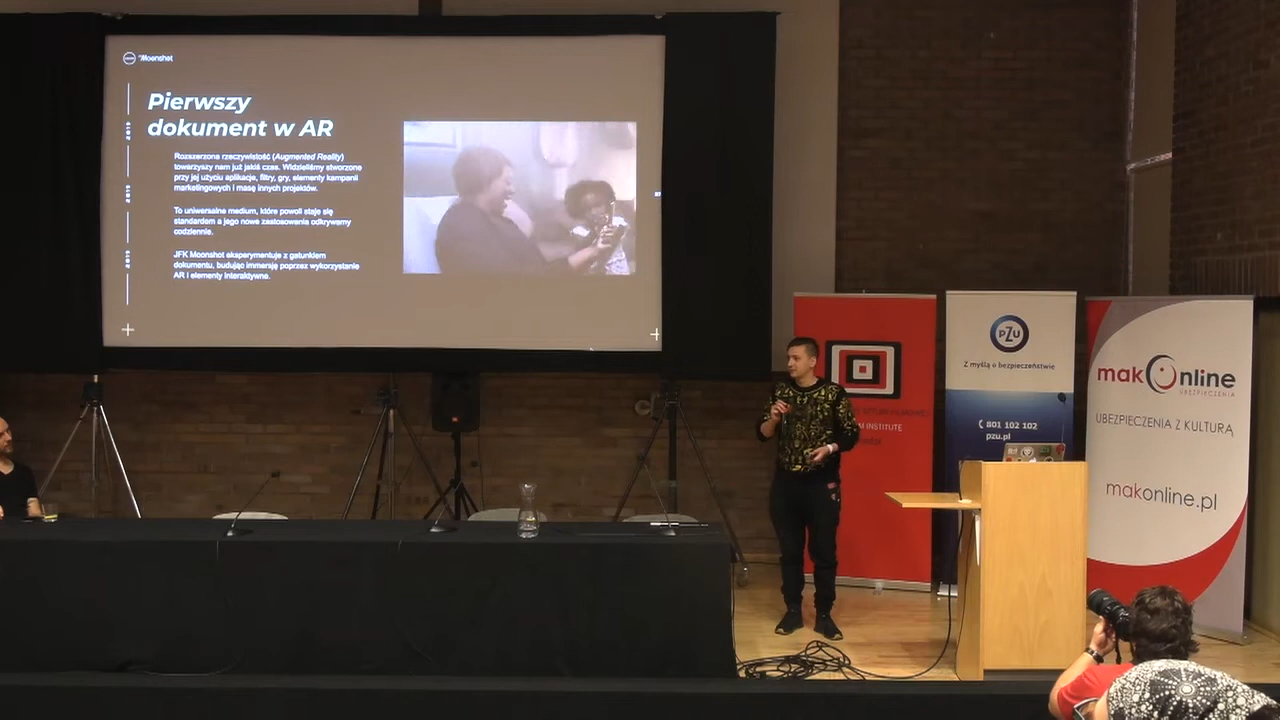 Moonshot
Pierwszy
dokument w AR
Rozszerzona rzeczywistość (Augmented Reality)
towarzyszy nam już jakiś czas. Widzieliśmy stworzone
przy jej użyciu aplikacje, filtry, gry, elementy kampanii
marketingowych i masę innych projektów.
To uniwersalne medium, które powoli staje się
standardem a jego nowe zastosowania odkrywamy
codziennie.
JFK Moonshot eksperymentuje z gatunkiem
dokumentu, budując immersję poprzez wykorzystanie
AR i elementy interaktywne.
INSTITUTE
PZU
Z myślą o bezpieczeństwie
801 102 102
pzu.pl
makOnline
UBEZPIECZENIA
UBEZPIECZENIA Z KULTURĄ
makonline.pl